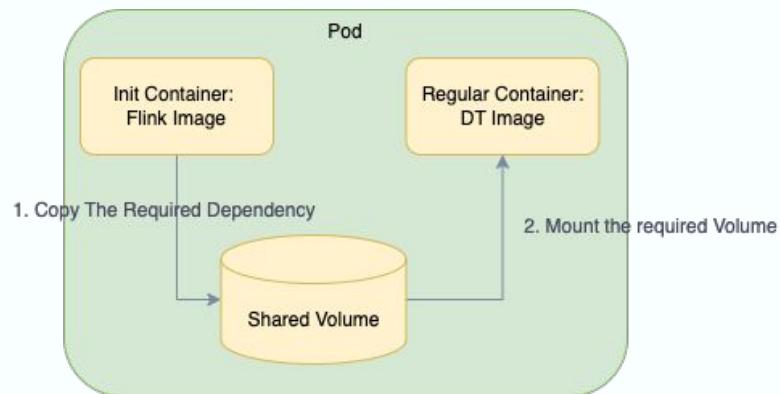 Pod
Init Container:
Flink Image
Regular Container:
DT Image
1. Copy The Required Dependency
2. Mount the required Volume
Shared Volume